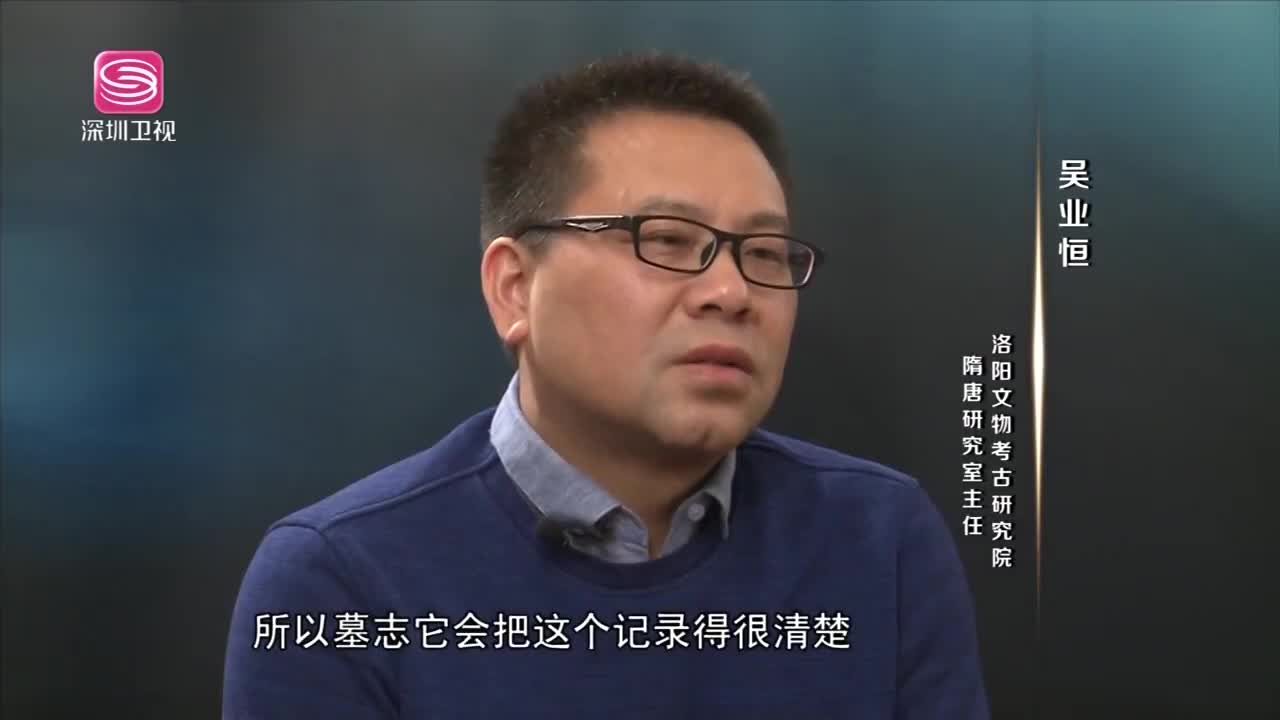 深圳卫视
吴业恒
洛阳文物考古研究院
隋唐研究室主任
所以墓志它会把这个记录得很清楚